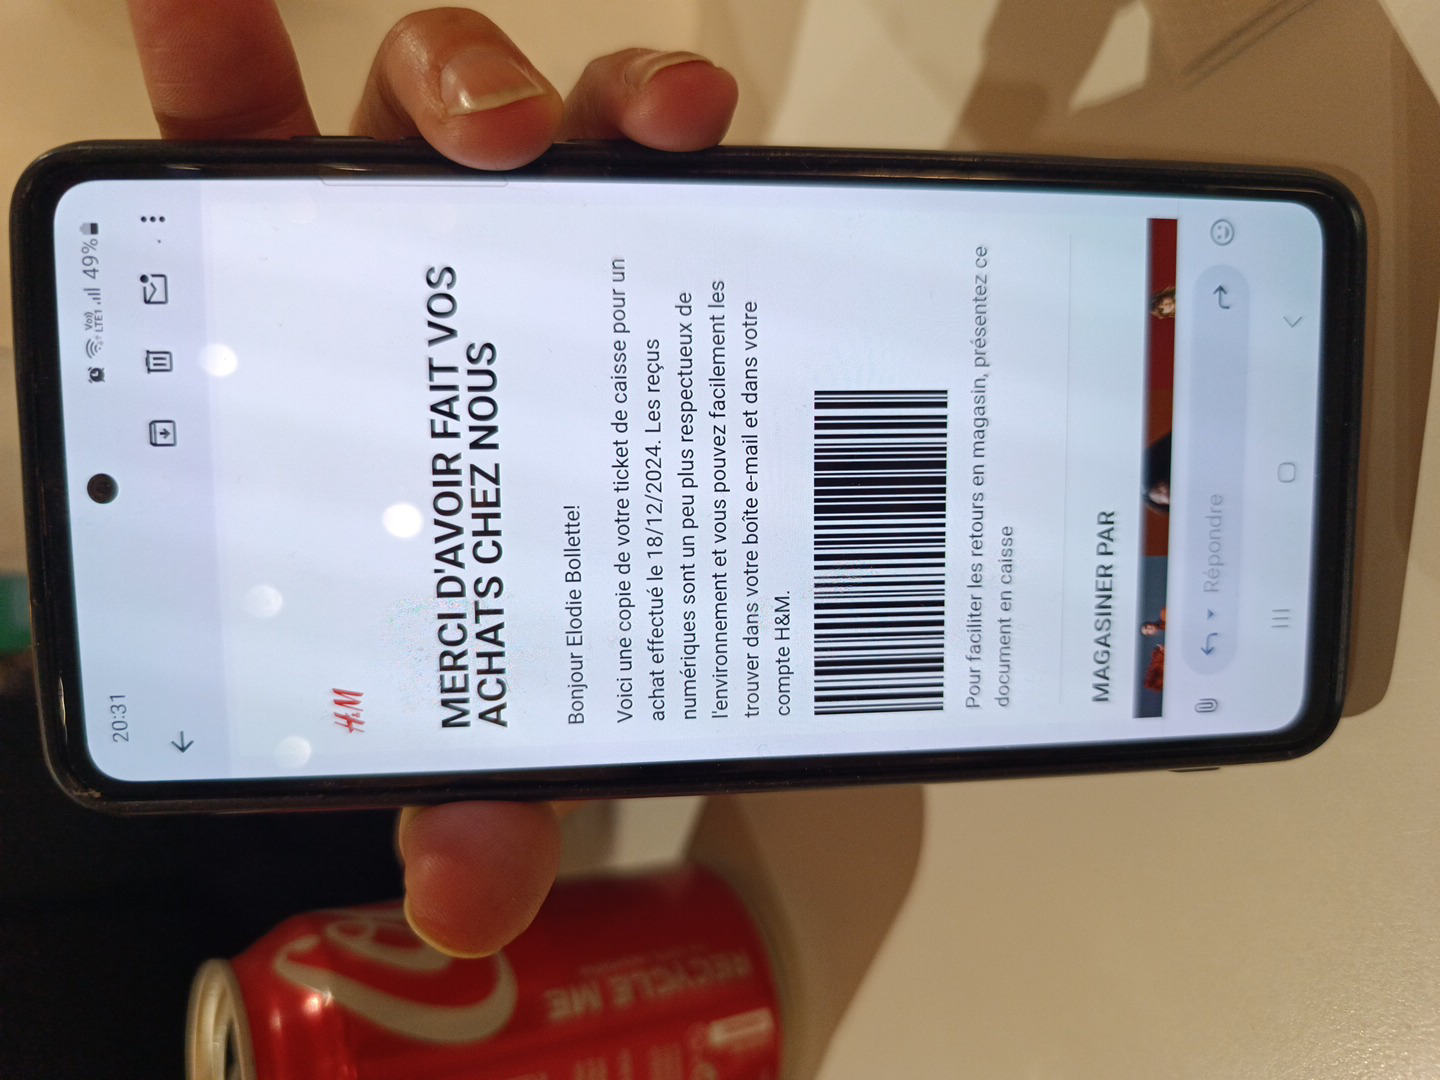 20:31
Vo))
LTE1
49%
H&M
MERCI D'AVOIR FAIT VOS
ACHATS CHEZ NOUS
Bonjour Elodie Bollette!
Voici une copie de votre ticket de caisse pour un
achat effectué le 18/12/2024. Les reçus
numériques sont un peu plus respectueux de
l'environnement et vous pouvez facilement les
trouver dans votre boîte e-mail et dans votre
compte H&M.
Pour faciliter les retours en magasin, présentez ce
document en caisse
MAGASINER PAR
Répondre
RECYCLE ME